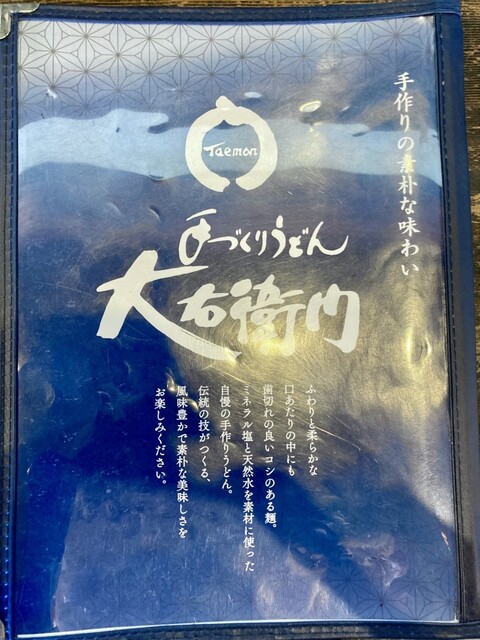 手作りの素朴な味わい
Taemon
手づくりうどん
大右衛門
ふわりと柔らかな
口あたりの中にも
歯切れの良いコシのある麺。
ミネラル塩と天然水を素材に使った
自慢の手作りうどん。
伝統の技がつくる、
風味豊かで素朴な美味しさを
お楽しみください。